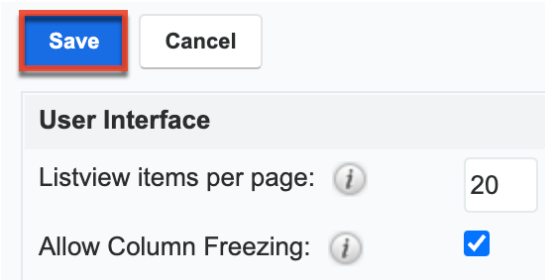 Save Cancel
User Interface
Listview items per page: i 20
Allow Column Freezing: i